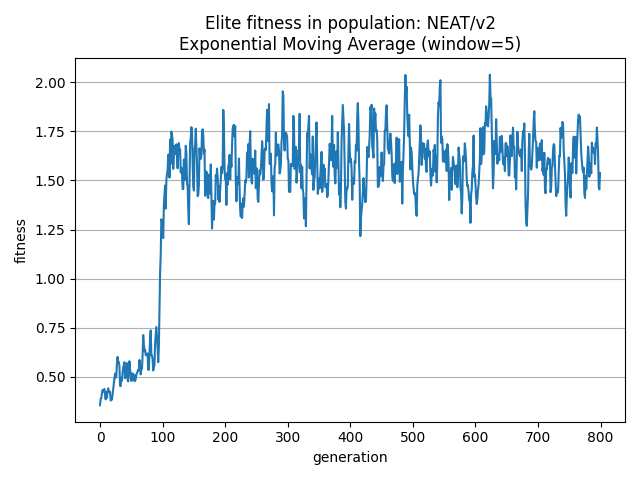 Elite fitness in population: NEAT/v2
Exponential Moving Average (window=5)
2.00
1.75
1.50
1.25
1.00
0.75
0.50
fitness
0 100 200 300 400 500 600 700 800
generation